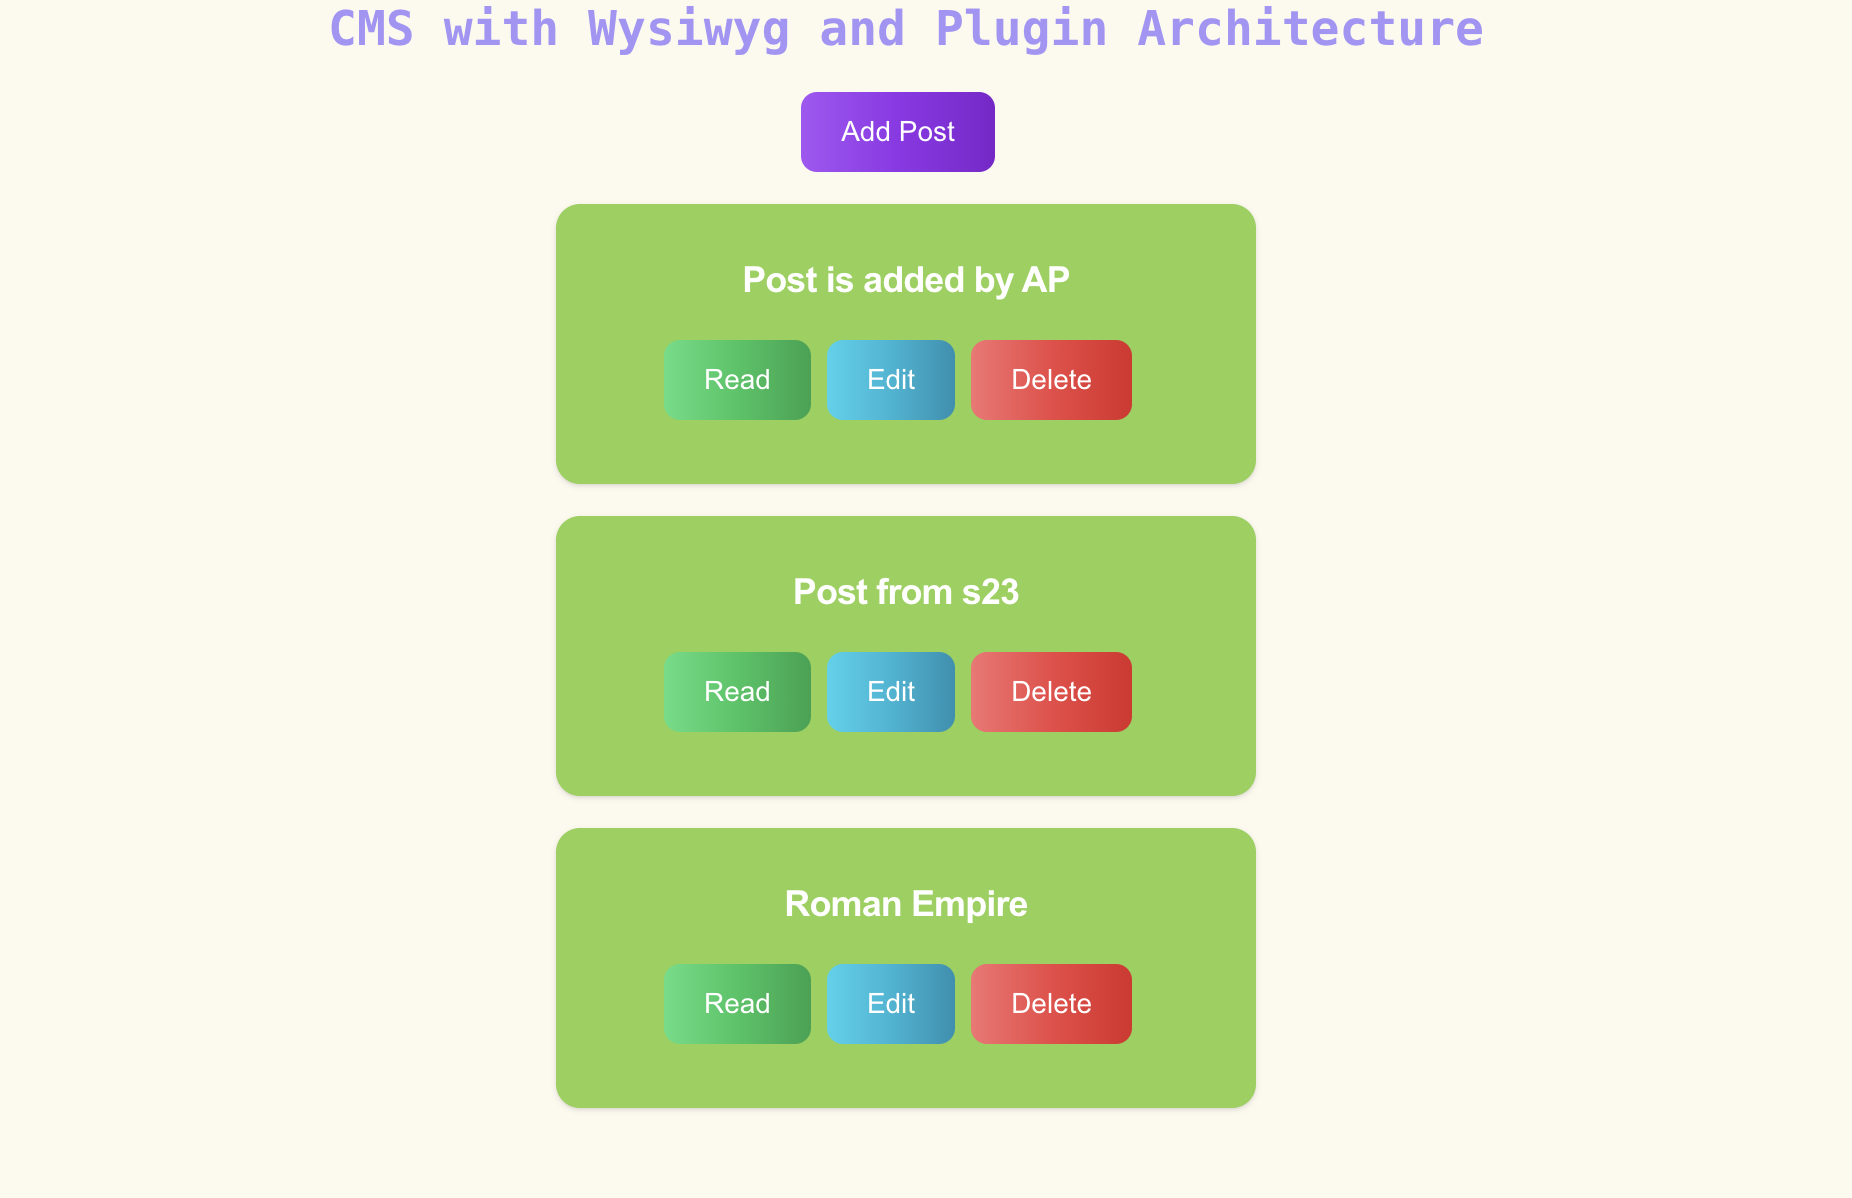 CMS with Wysiwyg and Plugin Architecture
Add Post
Post is added by AP
Read Edit Delete
Post from s23
Read Edit Delete
Roman Empire
Read Edit Delete